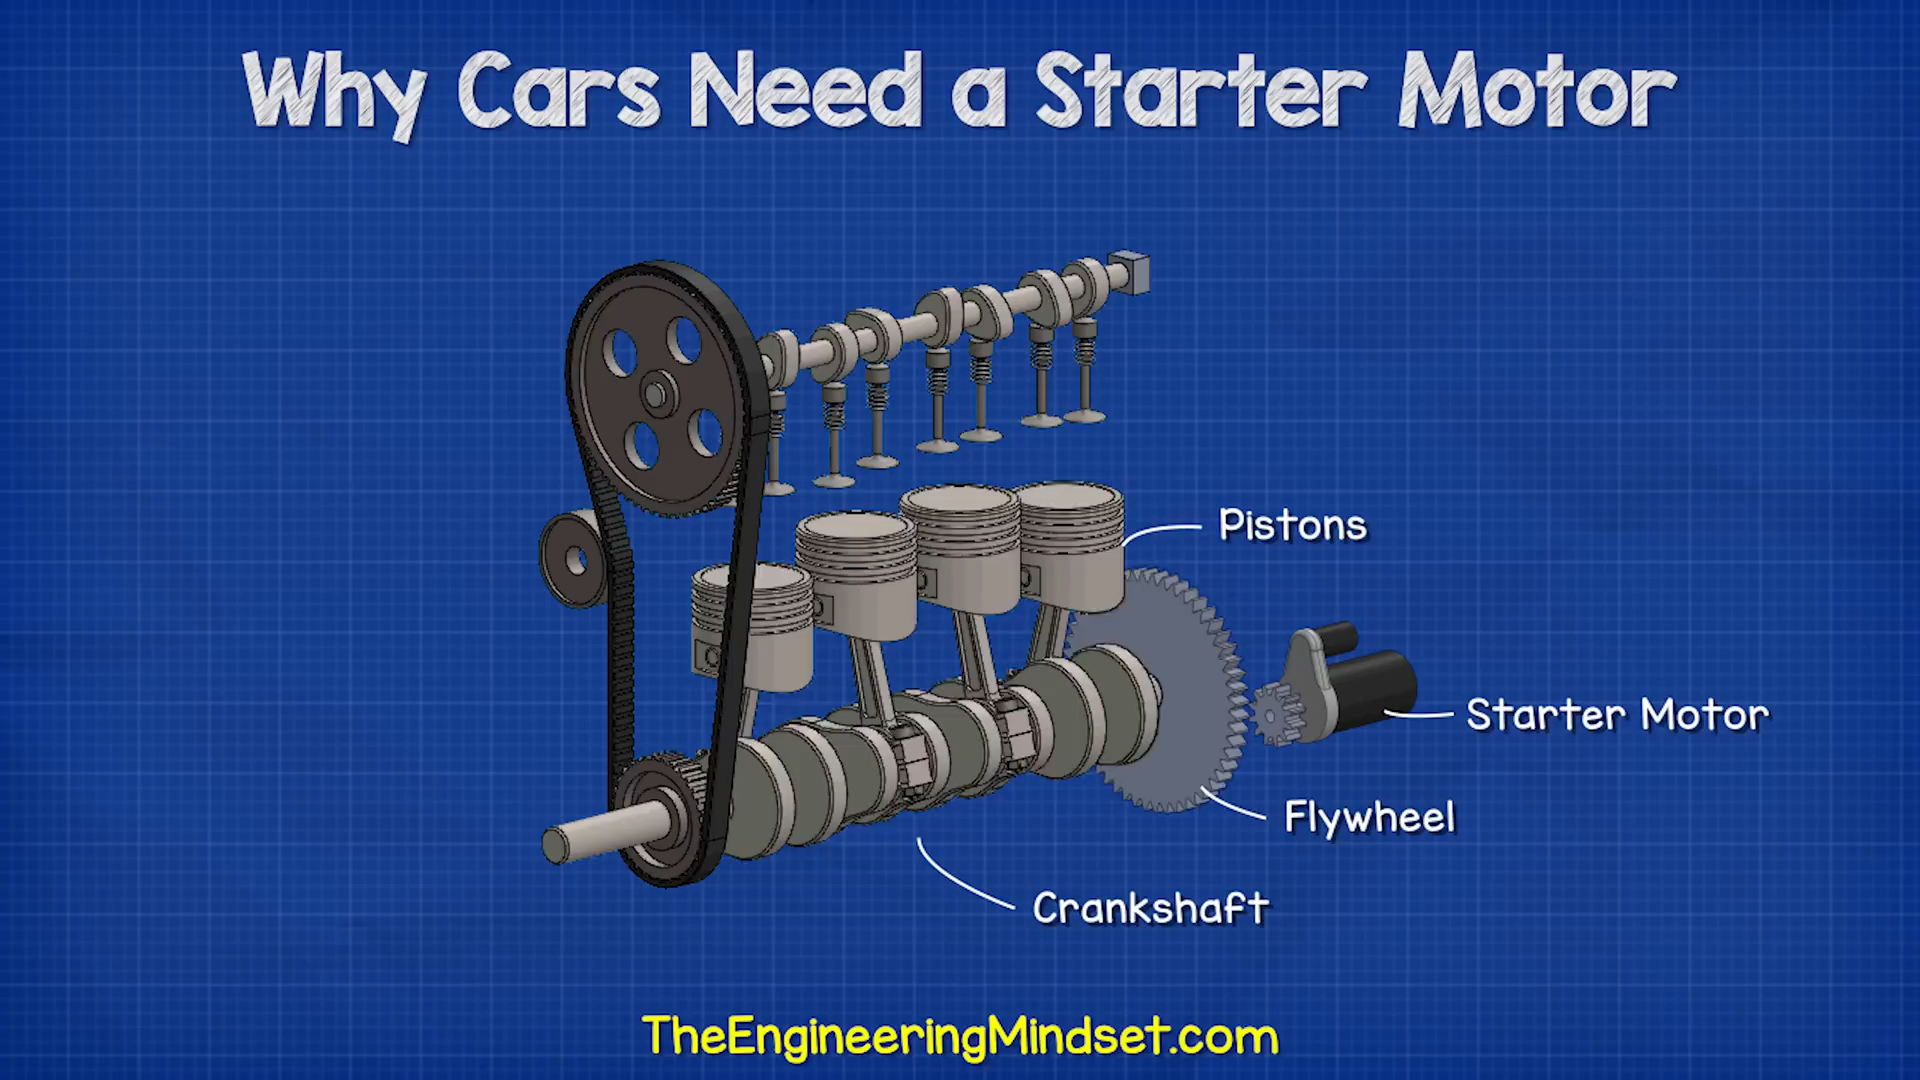 Why Cars Need a Starter Motor
Pistons
Starter Motor
Flywheel
Crankshaft
TheEngineeringMindset.com